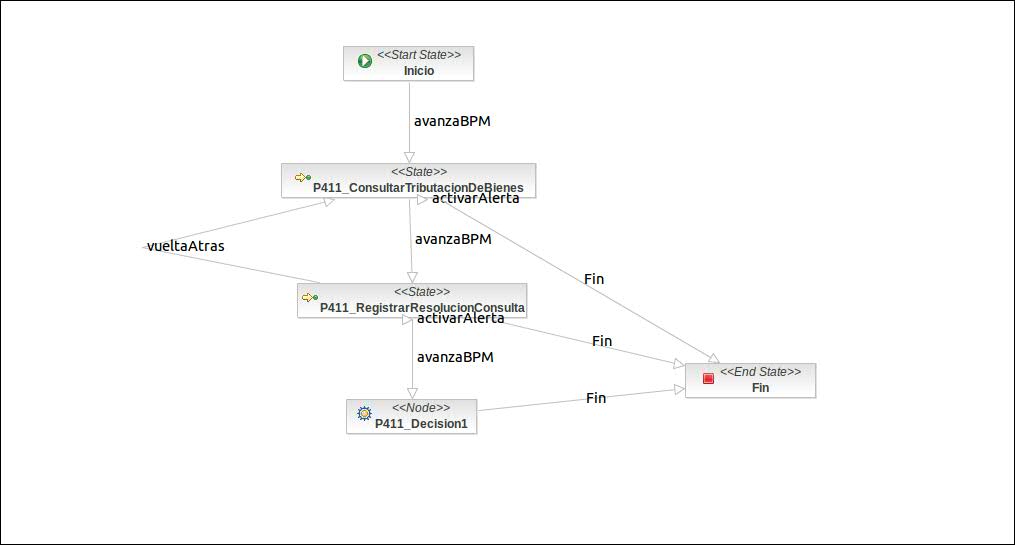 <<Start State>>
Inicio
avanzaBPM
<<State>>
P411_ConsultarTributacionDeBienes
activarAlerta
avanzaBPM
vueltaAtras
Fin
<<State>>
P411_RegistrarResolucionConsulta
activarAlerta
Fin
avanzaBPM
<<End State>>
Fin
Fin
<<Node>>
P411_Decision1